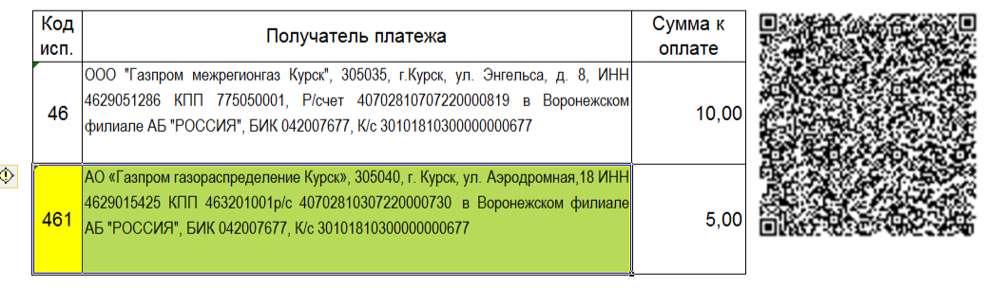 Код исп.
Получатель платежа
Сумма к оплате
46
ООО "Газпром межрегионгаз Курск", 305035, г.Курск, ул. Энгельса, д. 8, ИНН
4629051286 КПП 775050001, Р/счет 40702810707220000819 в Воронежском
филиале АБ "РОССИЯ", БИК 042007677, К/с 30101810300000000677
10,00
461
АО «Газпром газораспределение Курск», 305040, г. Курск, ул. Аэродромная,18 ИНН
4629015425 КПП 463201001р/с 40702810307220000730 в Воронежском филиале
АБ "РОССИЯ", БИК 042007677, К/с 30101810300000000677
5,00